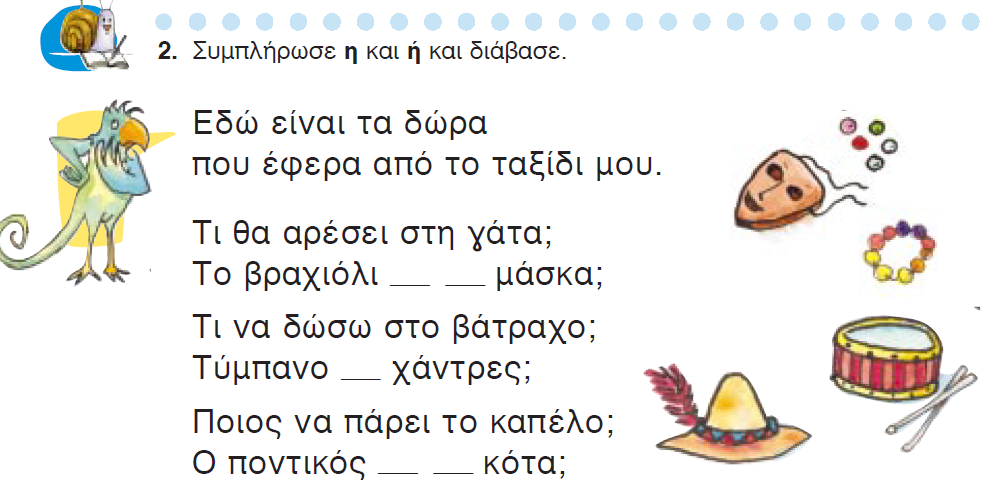 2. Συμπλήρωσε η και ή και διάβασε.
Εδώ είναι τα δώρα
που έφερα από το ταξίδι μου.
Τι θα αρέσει στη γάτα;
Το βραχιόλι __ __ μάσκα;
Τι να δώσω στο βάτραχο;
Τύμπανο __ χάντρες;
Ποιος να πάρει το καπέλο;
Ο ποντικός __ __ κότα;